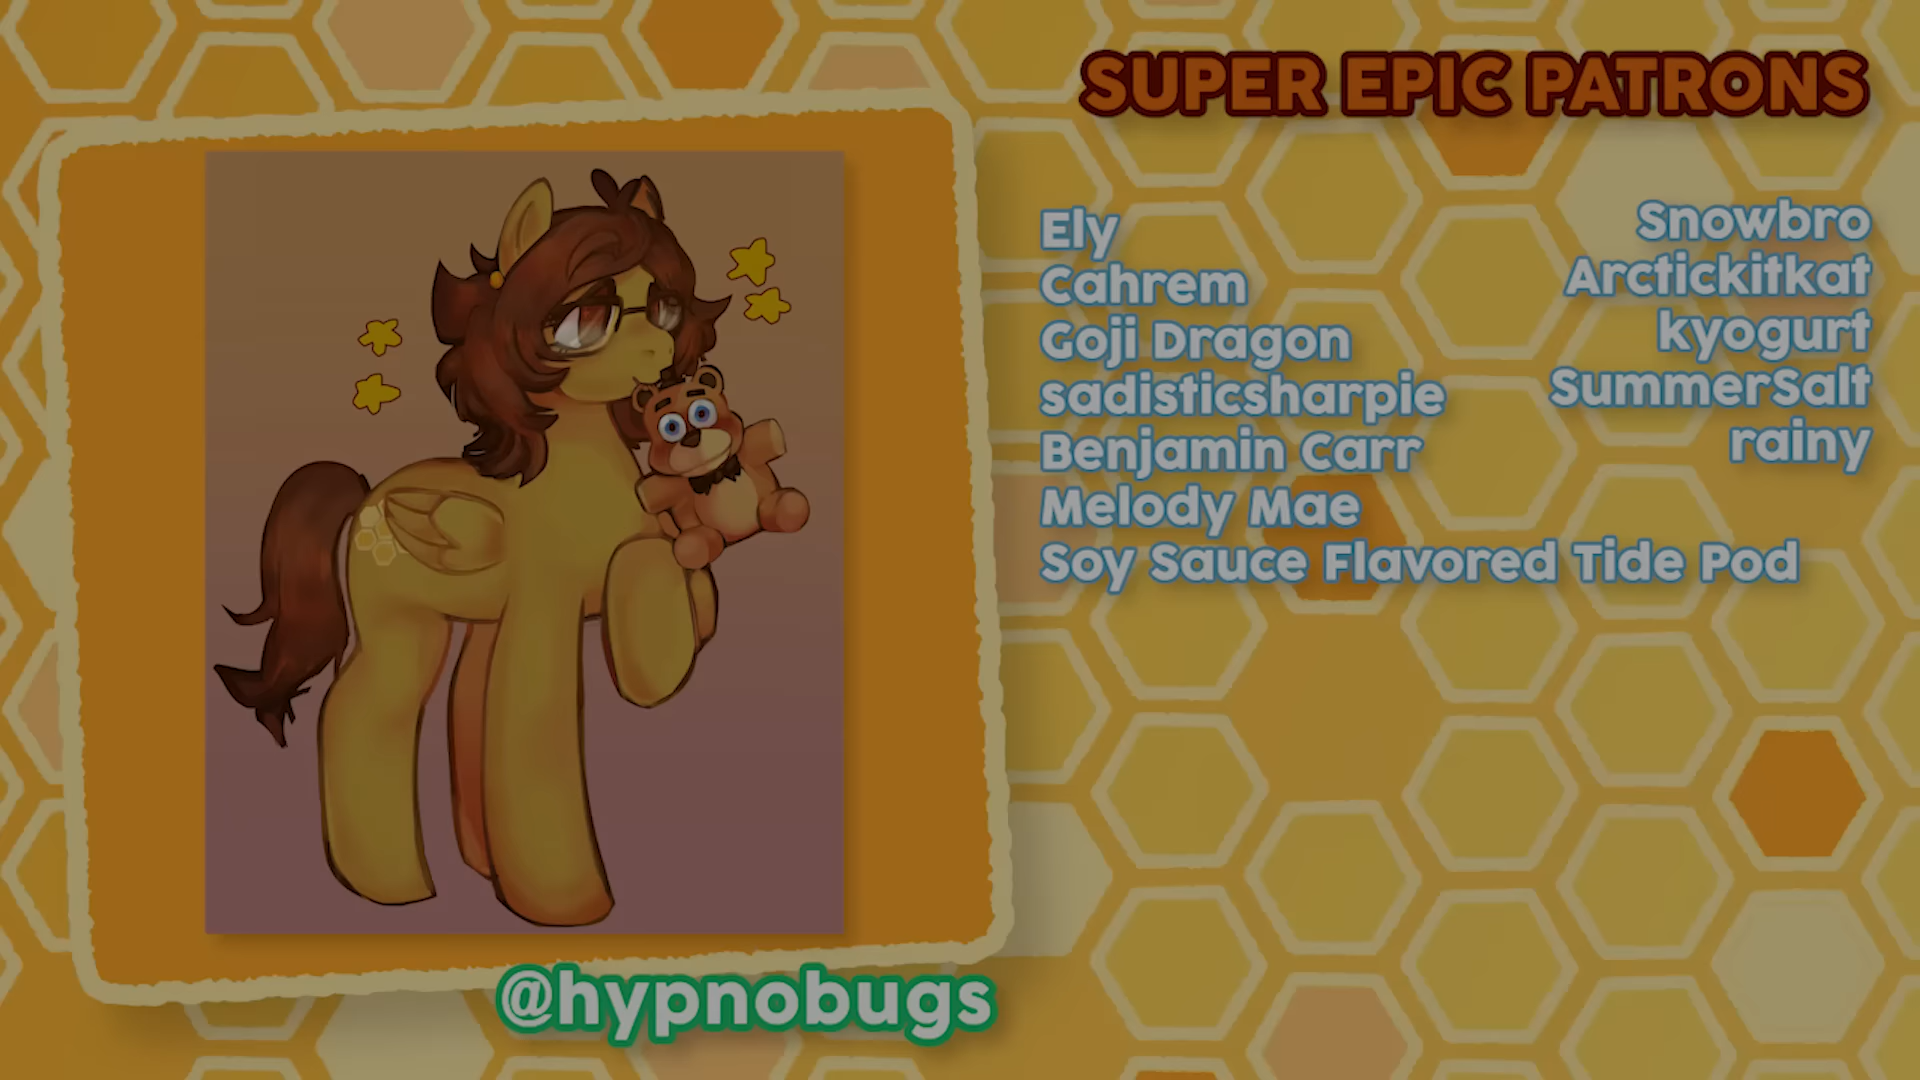 SUPER EPIC PATRONS
Ely
Cahrem
Goji Dragon
sadisticsharpie
Benjamin Carr
Melody Mae
Soy Sauce Flavored Tide Pod
Snowbro
Arctickitkat
kyogurt
SummerSalt
rainy
@hypnobugs